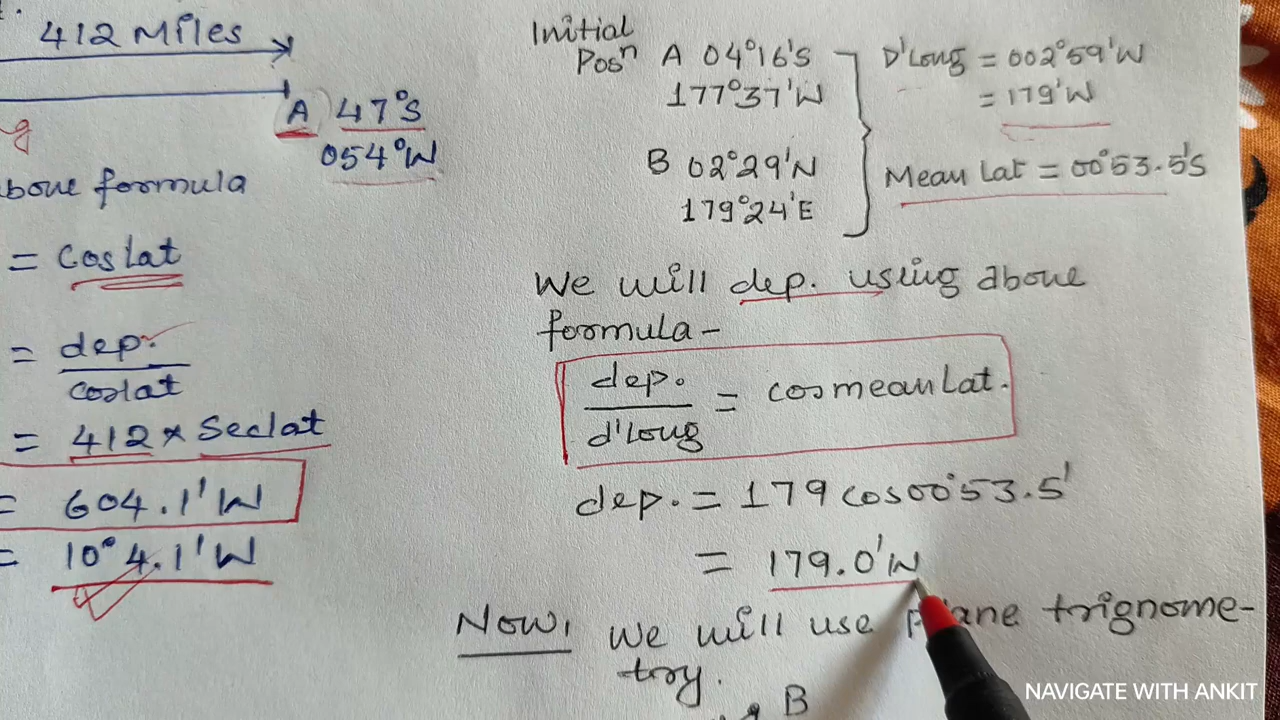 412 Miles
A 47°S
054°W
g
bove formula
= cos lat
= dep.
coslat
= 412 * Seclat
= 604.1' W
= 10° 4.1' W
Initial
Posn A 04°16'S
177°37'W
B 02°29'N
179°24'E
D'Long = 002°59'W
= 179'W
Mean Lat = 00°53.5'S
We will dep. using above
formula-
dep. = cos mean Lat.
d'Long
dep. = 179 cos 00°53.5'
= 179.0'W
Now, we will use plane trignome-
try.
B
NAVIGATE WITH ANKIT